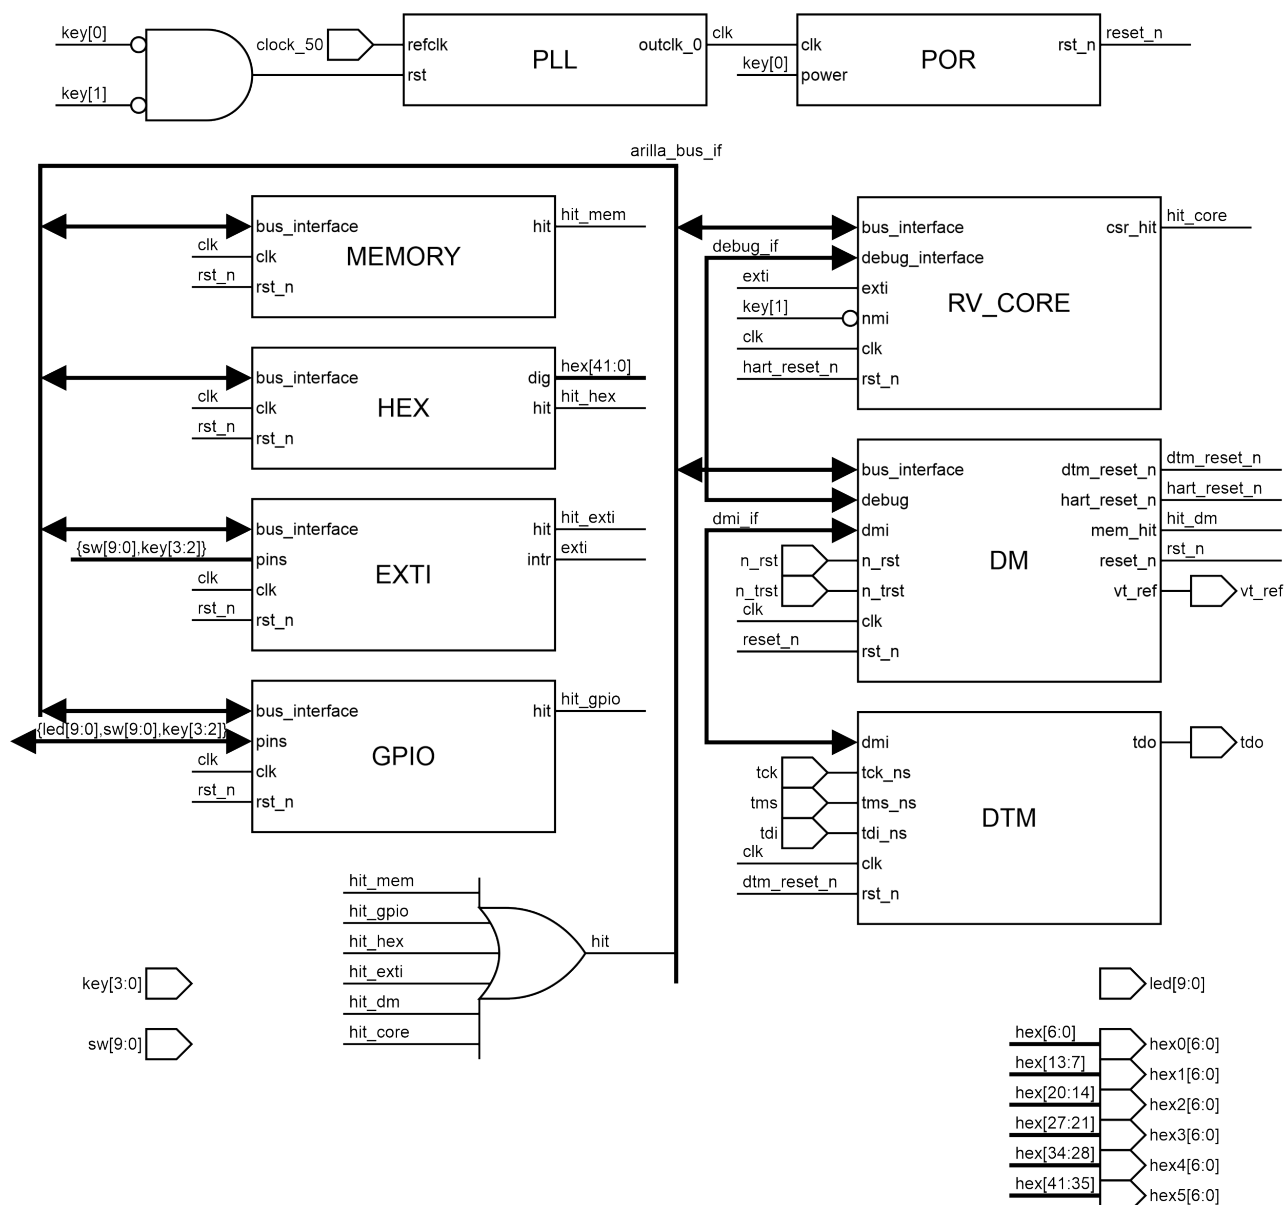 key[0]
key[1]
clock_50
refclk
rst
outclk_0
PLL
clk
key[0]
clk
power
rst_n
POR
reset_n
arilla_bus_if
bus_interface
clk
clk
rst_n
rst_n
hit
hit_mem
MEMORY
bus_interface
clk
clk
rst_n
rst_n
dig
hex[41:0]
hit
hit_hex
HEX
bus_interface
{sw[9:0],key[3:2]}
pins
clk
clk
rst_n
rst_n
hit
hit_exti
intr
exti
EXTI
bus_interface
{led[9:0],sw[9:0],key[3:2]}
pins
clk
clk
rst_n
rst_n
hit
hit_gpio
GPIO
debug_if
exti
key[1]
clk
hart_reset_n
bus_interface
debug_interface
exti
nmi
clk
rst_n
csr_hit
hit_core
RV_CORE
dmi_if
n_rst
n_trst
clk
reset_n
bus_interface
debug
dmi
n_rst
n_trst
clk
rst_n
dtm_reset_n
dtm_reset_n
hart_reset_n
hart_reset_n
mem_hit
hit_dm
reset_n
rst_n
vt_ref
vt_ref
DM
tck
tms
tdi
clk
dtm_reset_n
dmi
tck_ns
tms_ns
tdi_ns
clk
rst_n
tdo
tdo
DTM
hit_mem
hit_gpio
hit_hex
hit_exti
hit_dm
hit_core
hit
key[3:0]
sw[9:0]
led[9:0]
hex[6:0]
hex0[6:0]
hex[13:7]
hex1[6:0]
hex[20:14]
hex2[6:0]
hex[27:21]
hex3[6:0]
hex[34:28]
hex4[6:0]
hex[41:35]
hex5[6:0]